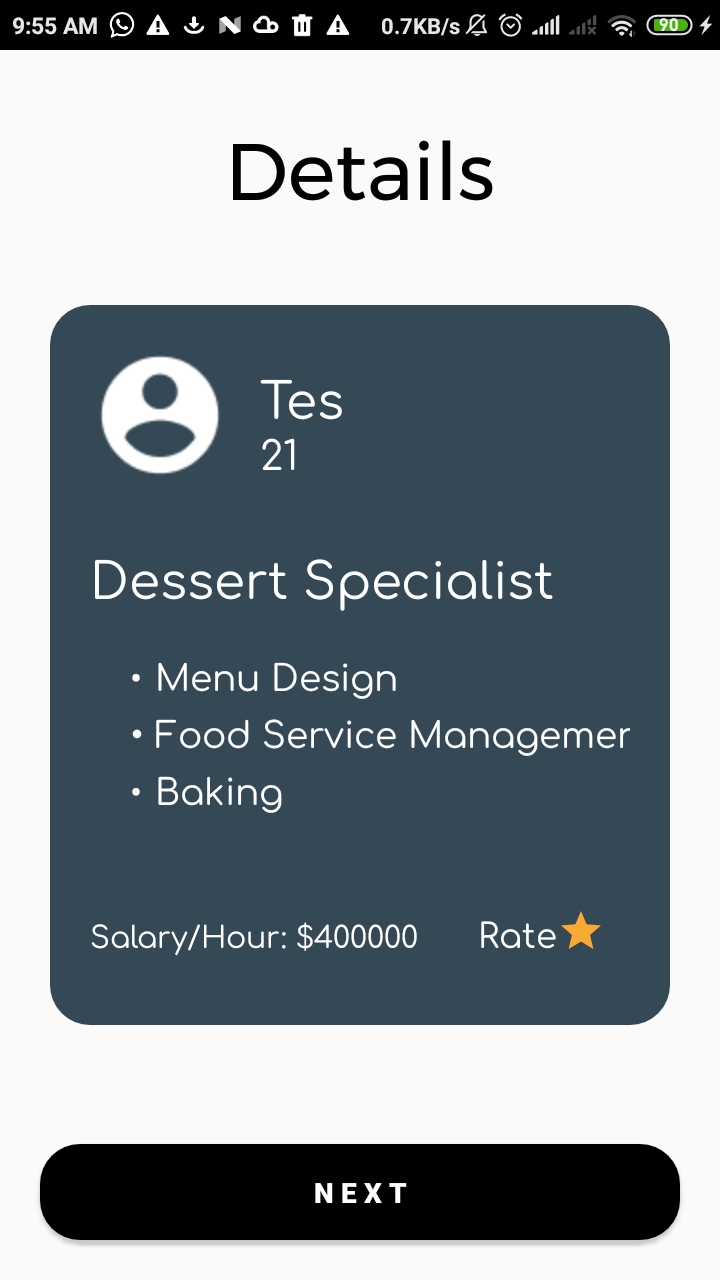 9:55 AM 0.7KB/s 90
Details
Tes
21
Dessert Specialist
• Menu Design
• Food Service Managemer
• Baking
Salary/Hour: $400000 Rate
NEXT